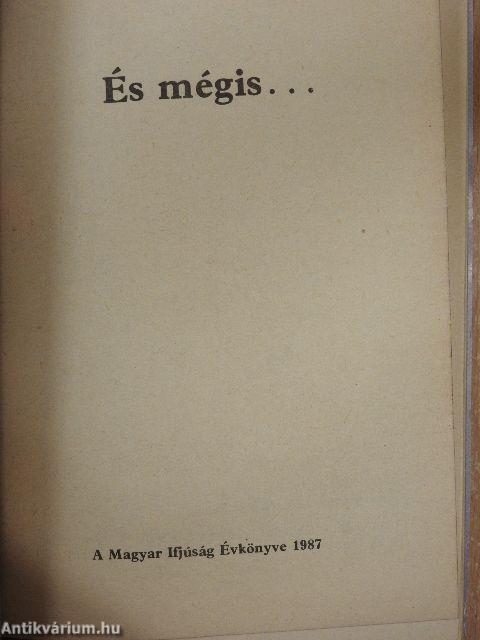 És mégis...
A Magyar Ifjúság Évkönyve 1987
Antikvárium.hu